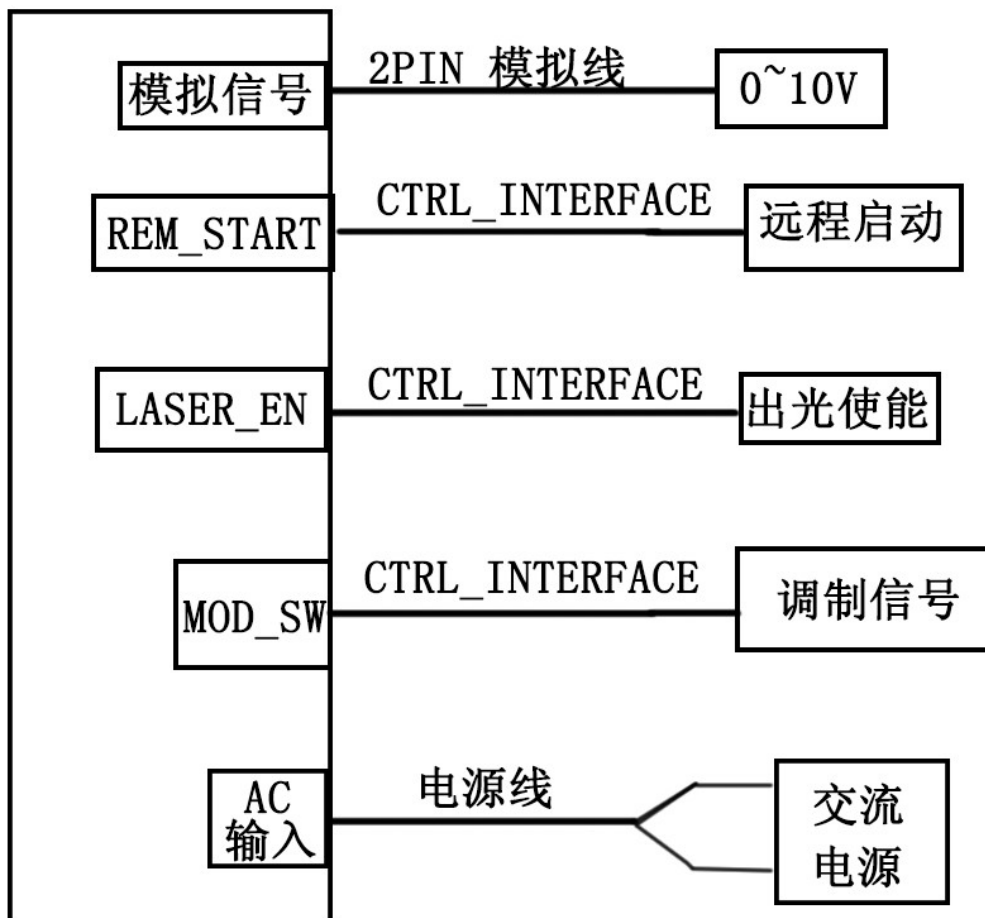 模拟信号
2PIN 模拟线
0~10V
REM_START
CTRL_INTERFACE
远程启动
LASER_EN
CTRL_INTERFACE
出光使能
MOD_SW
CTRL_INTERFACE
调制信号
AC
输入
电源线
交流
电源